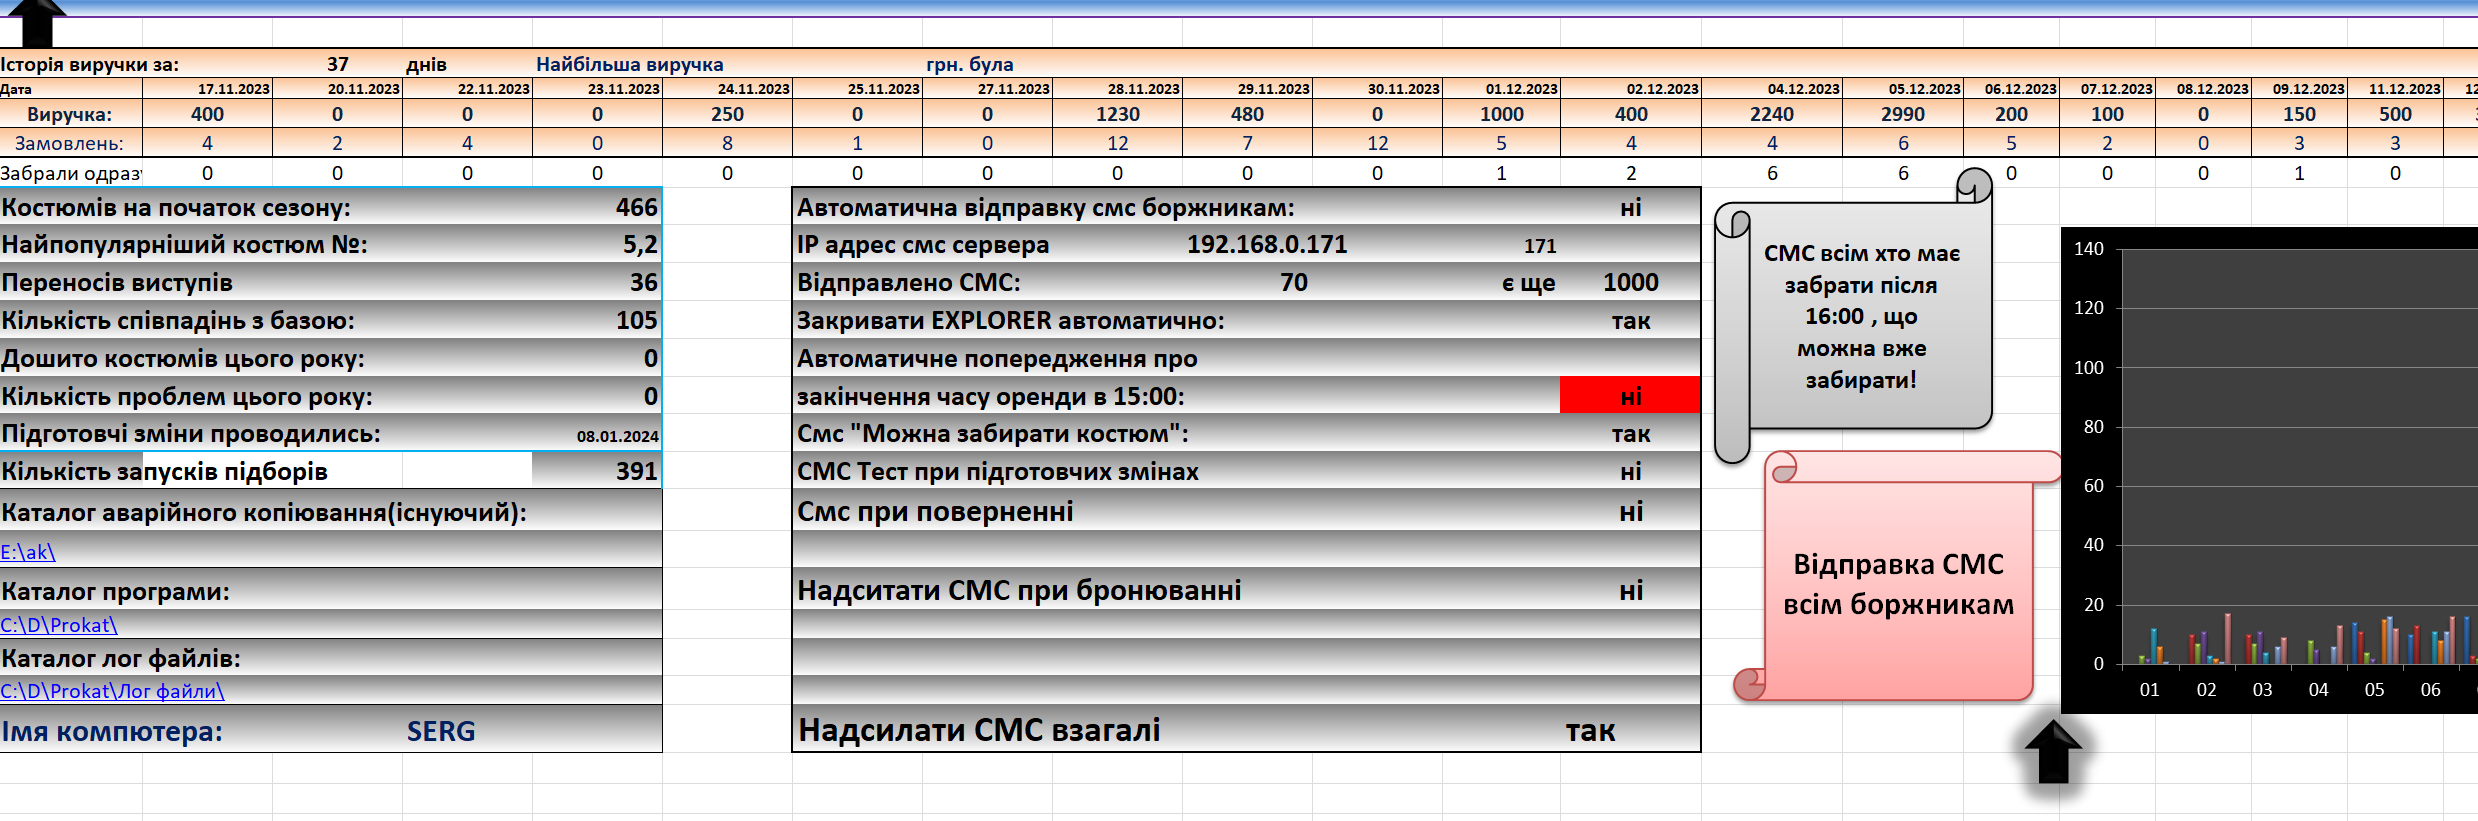 Історія виручки за: 37 днів Найбільша виручка грн. була
Дата 17.11.2023 20.11.2023 22.11.2023 23.11.2023 24.11.2023 25.11.2023 27.11.2023 28.11.2023 29.11.2023 30.11.2023 01.12.2023 02.12.2023 04.12.2023 05.12.2023 06.12.2023 07.12.2023 08.12.2023 09.12.2023 11.12.2023 12
Виручка: 400 0 0 0 250 0 0 1230 480 0 1000 400 2240 2990 200 100 0 150 500
Замовлень: 4 2 4 0 8 1 0 12 7 12 5 4 4 6 5 2 0 3 3
Забрали одразу 0 0 0 0 0 0 0 0 0 0 1 2 6 6 0 0 0 1 0
Костюмів на початок сезону: 466
Найпопулярніший костюм №: 5,2
Переносів виступів 36
Кількість співпадінь з базою: 105
Дошито костюмів цього року: 0
Кількість проблем цього року: 0
Підготовчі зміни проводились: 08.01.2024
Кількість запусків підборів 391
Каталог аварійного копіювання(існуючий):
E:\ak\
Каталог програми:
C:\D\Prokat\
Каталог лог файлів:
C:\D\Prokat\Лог файли\
Імя компютера: SERG
Автоматична відправку смс боржникам: ні
IP адрес смс сервера 192.168.0.171 171
Відправлено СМС: 70 є ще 1000
Закривати EXPLORER автоматично: так
Автоматичне попередження про
закінчення часу оренди в 15:00: ні
Смс "Можна забирати костюм": так
СМС Тест при підготовчих змінах ні
Смс при поверненні ні
Надситати СМС при бронюванні ні
Надсилати СМС взагалі так
СМС всім хто має
забрати після
16:00 , що
можна вже
забирати!
Відправка СМС
всім боржникам
140
120
100
80
60
40
20
0
01 02 03 04 05 06